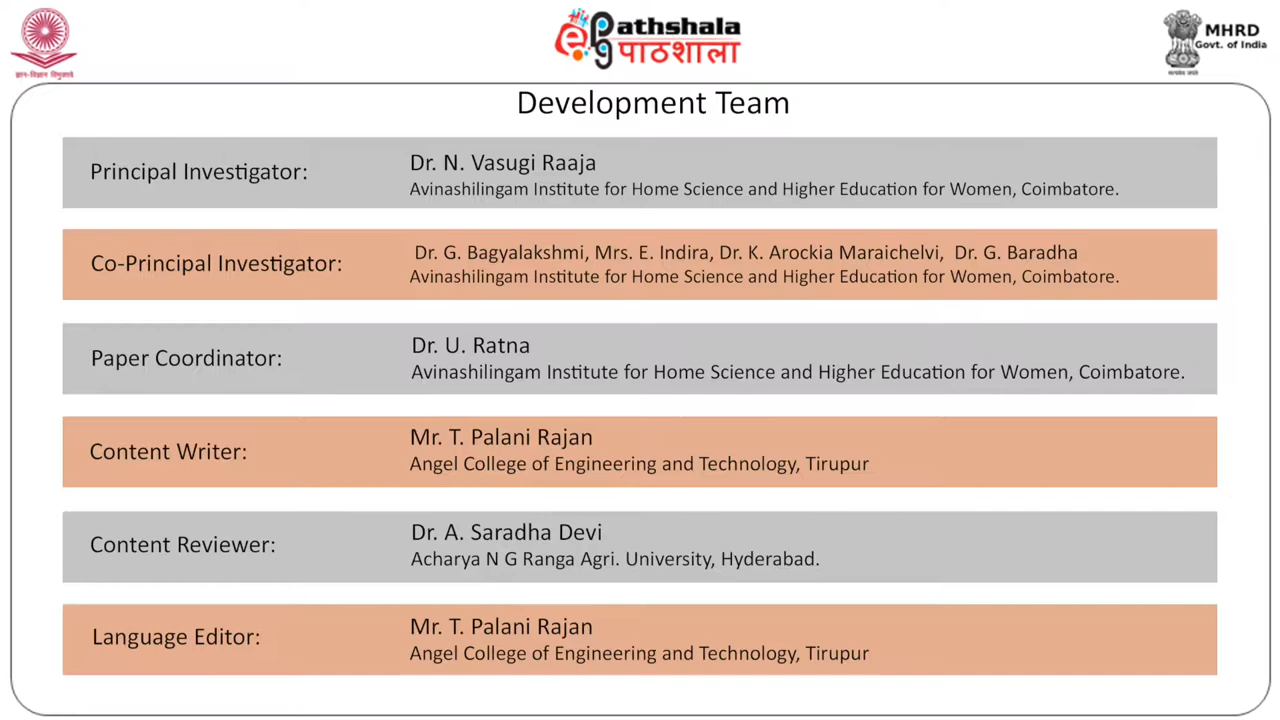 ज्ञान-विज्ञान विमुक्तये
ePG Pathshala
पाठशाला
MHRD
Govt. of India
सत्यमेव जयते
Development Team
Principal Investigator:
Dr. N. Vasugi Raaja
Avinashilingam Institute for Home Science and Higher Education for Women, Coimbatore.
Co-Principal Investigator:
Dr. G. Bagyalakshmi, Mrs. E. Indira, Dr. K. Arockia Maraichelvi, Dr. G. Baradha
Avinashilingam Institute for Home Science and Higher Education for Women, Coimbatore.
Paper Coordinator:
Dr. U. Ratna
Avinashilingam Institute for Home Science and Higher Education for Women, Coimbatore.
Content Writer:
Mr. T. Palani Rajan
Angel College of Engineering and Technology, Tirupur
Content Reviewer:
Dr. A. Saradha Devi
Acharya N G Ranga Agri. University, Hyderabad.
Language Editor:
Mr. T. Palani Rajan
Angel College of Engineering and Technology, Tirupur